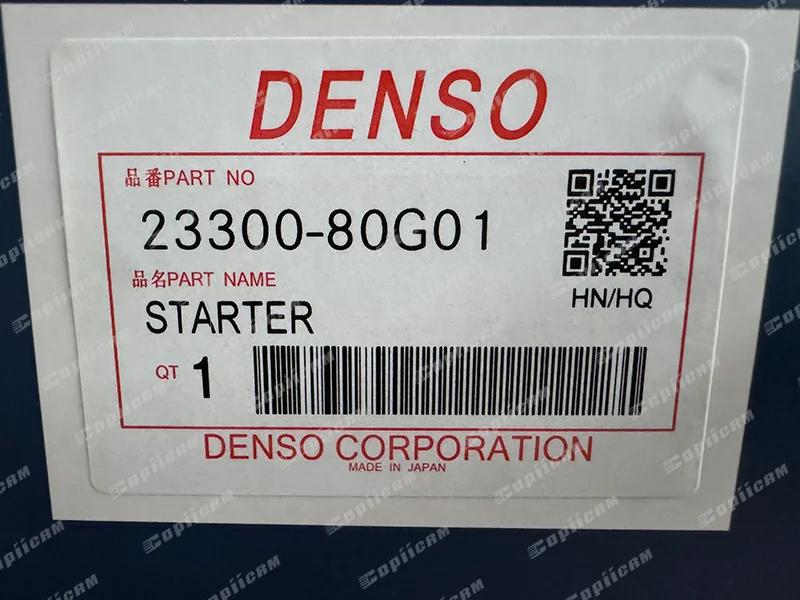 DENSO
品番PART NO
23300-80G01
HN/HQ
品名PART NAME
STARTER
QT 1
DENSO CORPORATION
MADE IN JAPAN
Copiicam